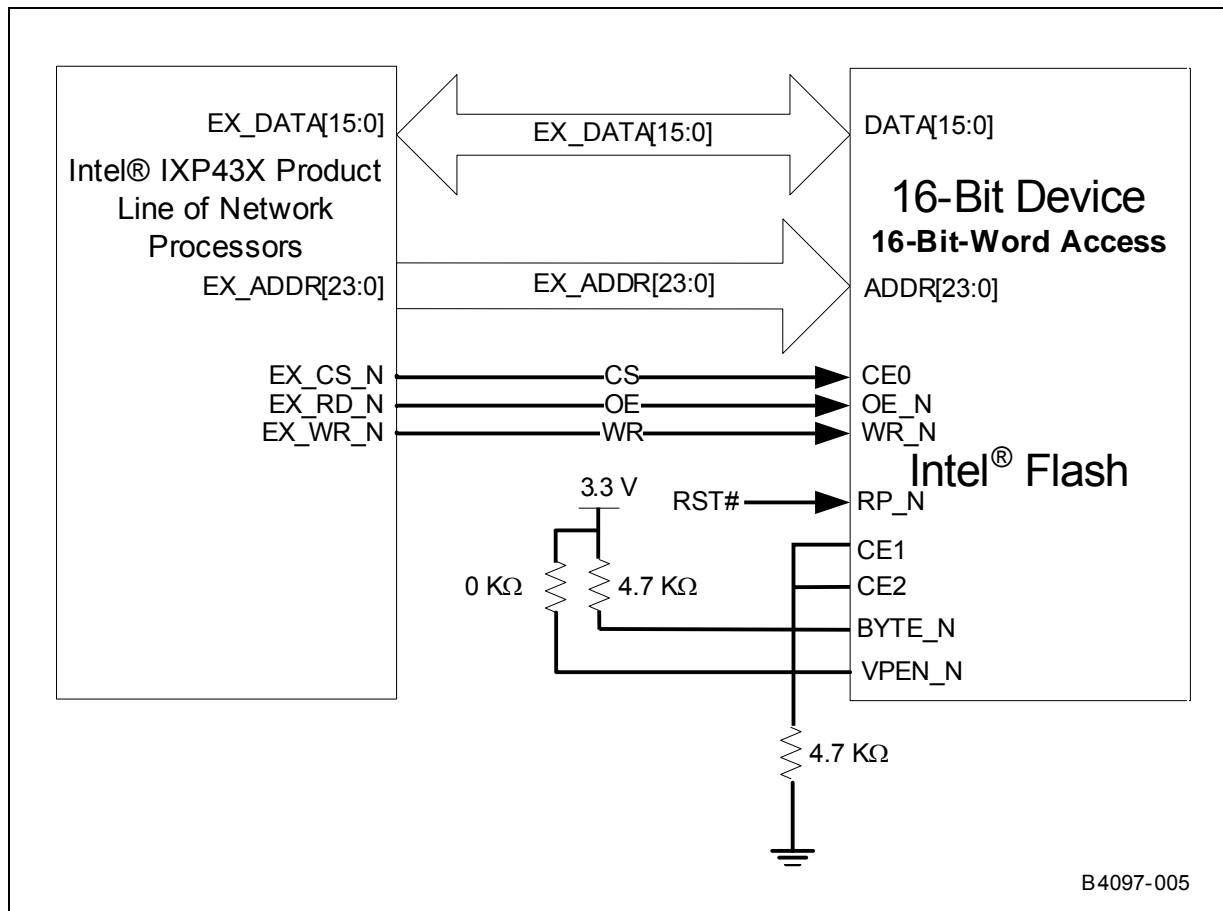 EX_DATA[15:0]
EX_DATA[15:0]
DATA[15:0]
Intel® IXP43X Product
Line of Network
Processors
16-Bit Device
16-Bit-Word Access
EX_ADDR[23:0]
EX_ADDR[23:0]
ADDR[23:0]
EX_CS_N
CS
CE0
EX_RD_N
OE
OE_N
EX_WR_N
WR
WR_N
Intel® Flash
3.3 V
RST#
RP_N
CE1
CE2
0 KΩ
4.7 KΩ
BYTE_N
VPEN_N
4.7 KΩ
B4097-005